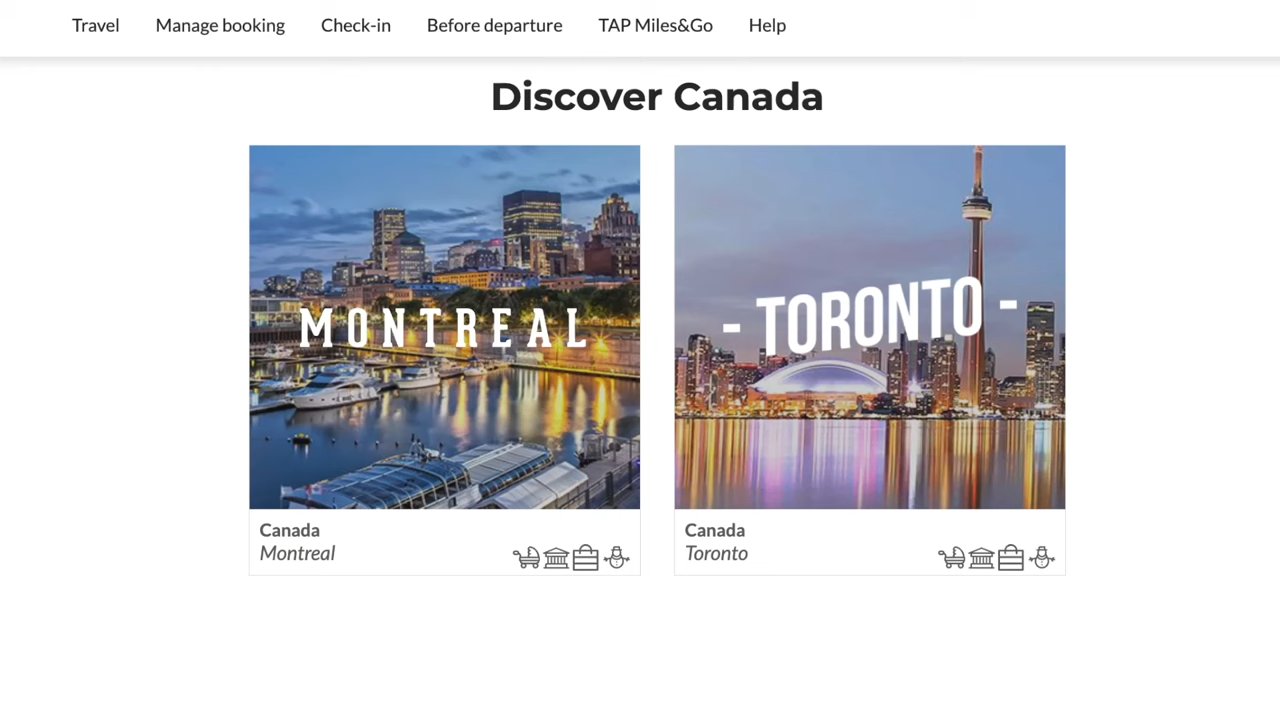 Travel Manage booking Check-in Before departure TAP Miles&Go Help
Discover Canada
MONTREAL
- TORONTO -
Canada
Montreal
Canada
Toronto